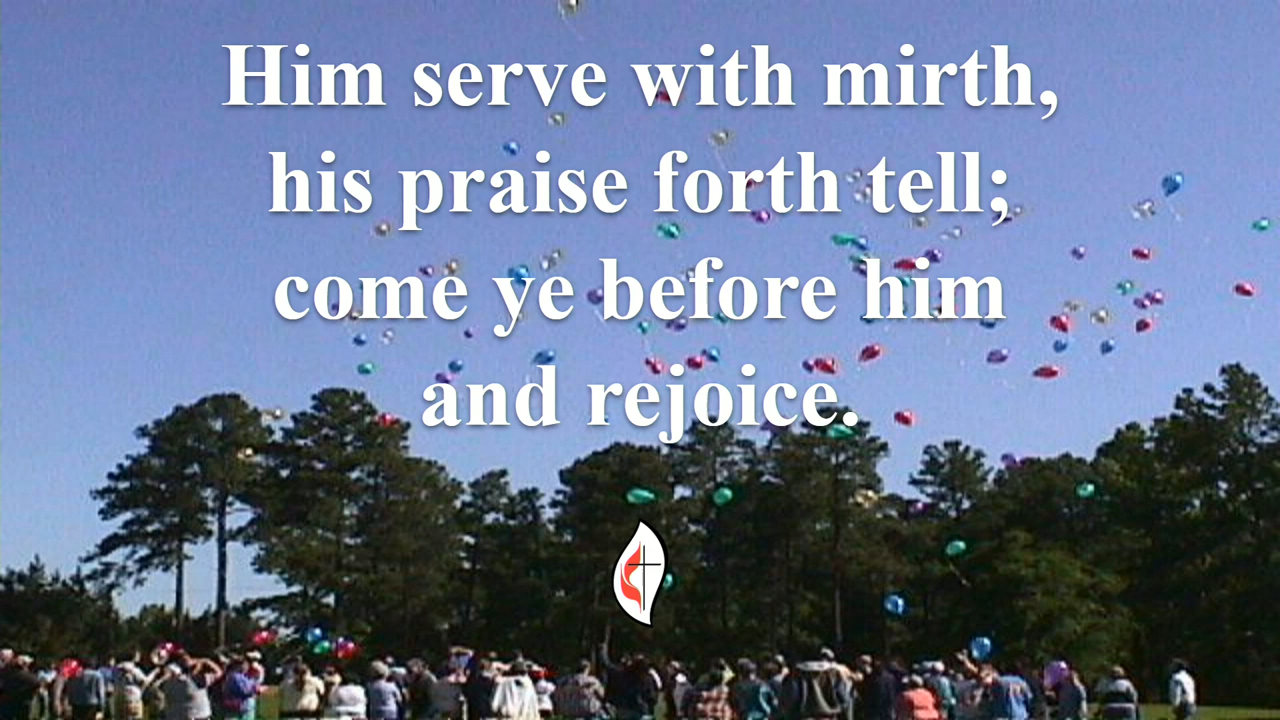 Him serve with mirth,
his praise forth tell;
come ye before him
and rejoice.